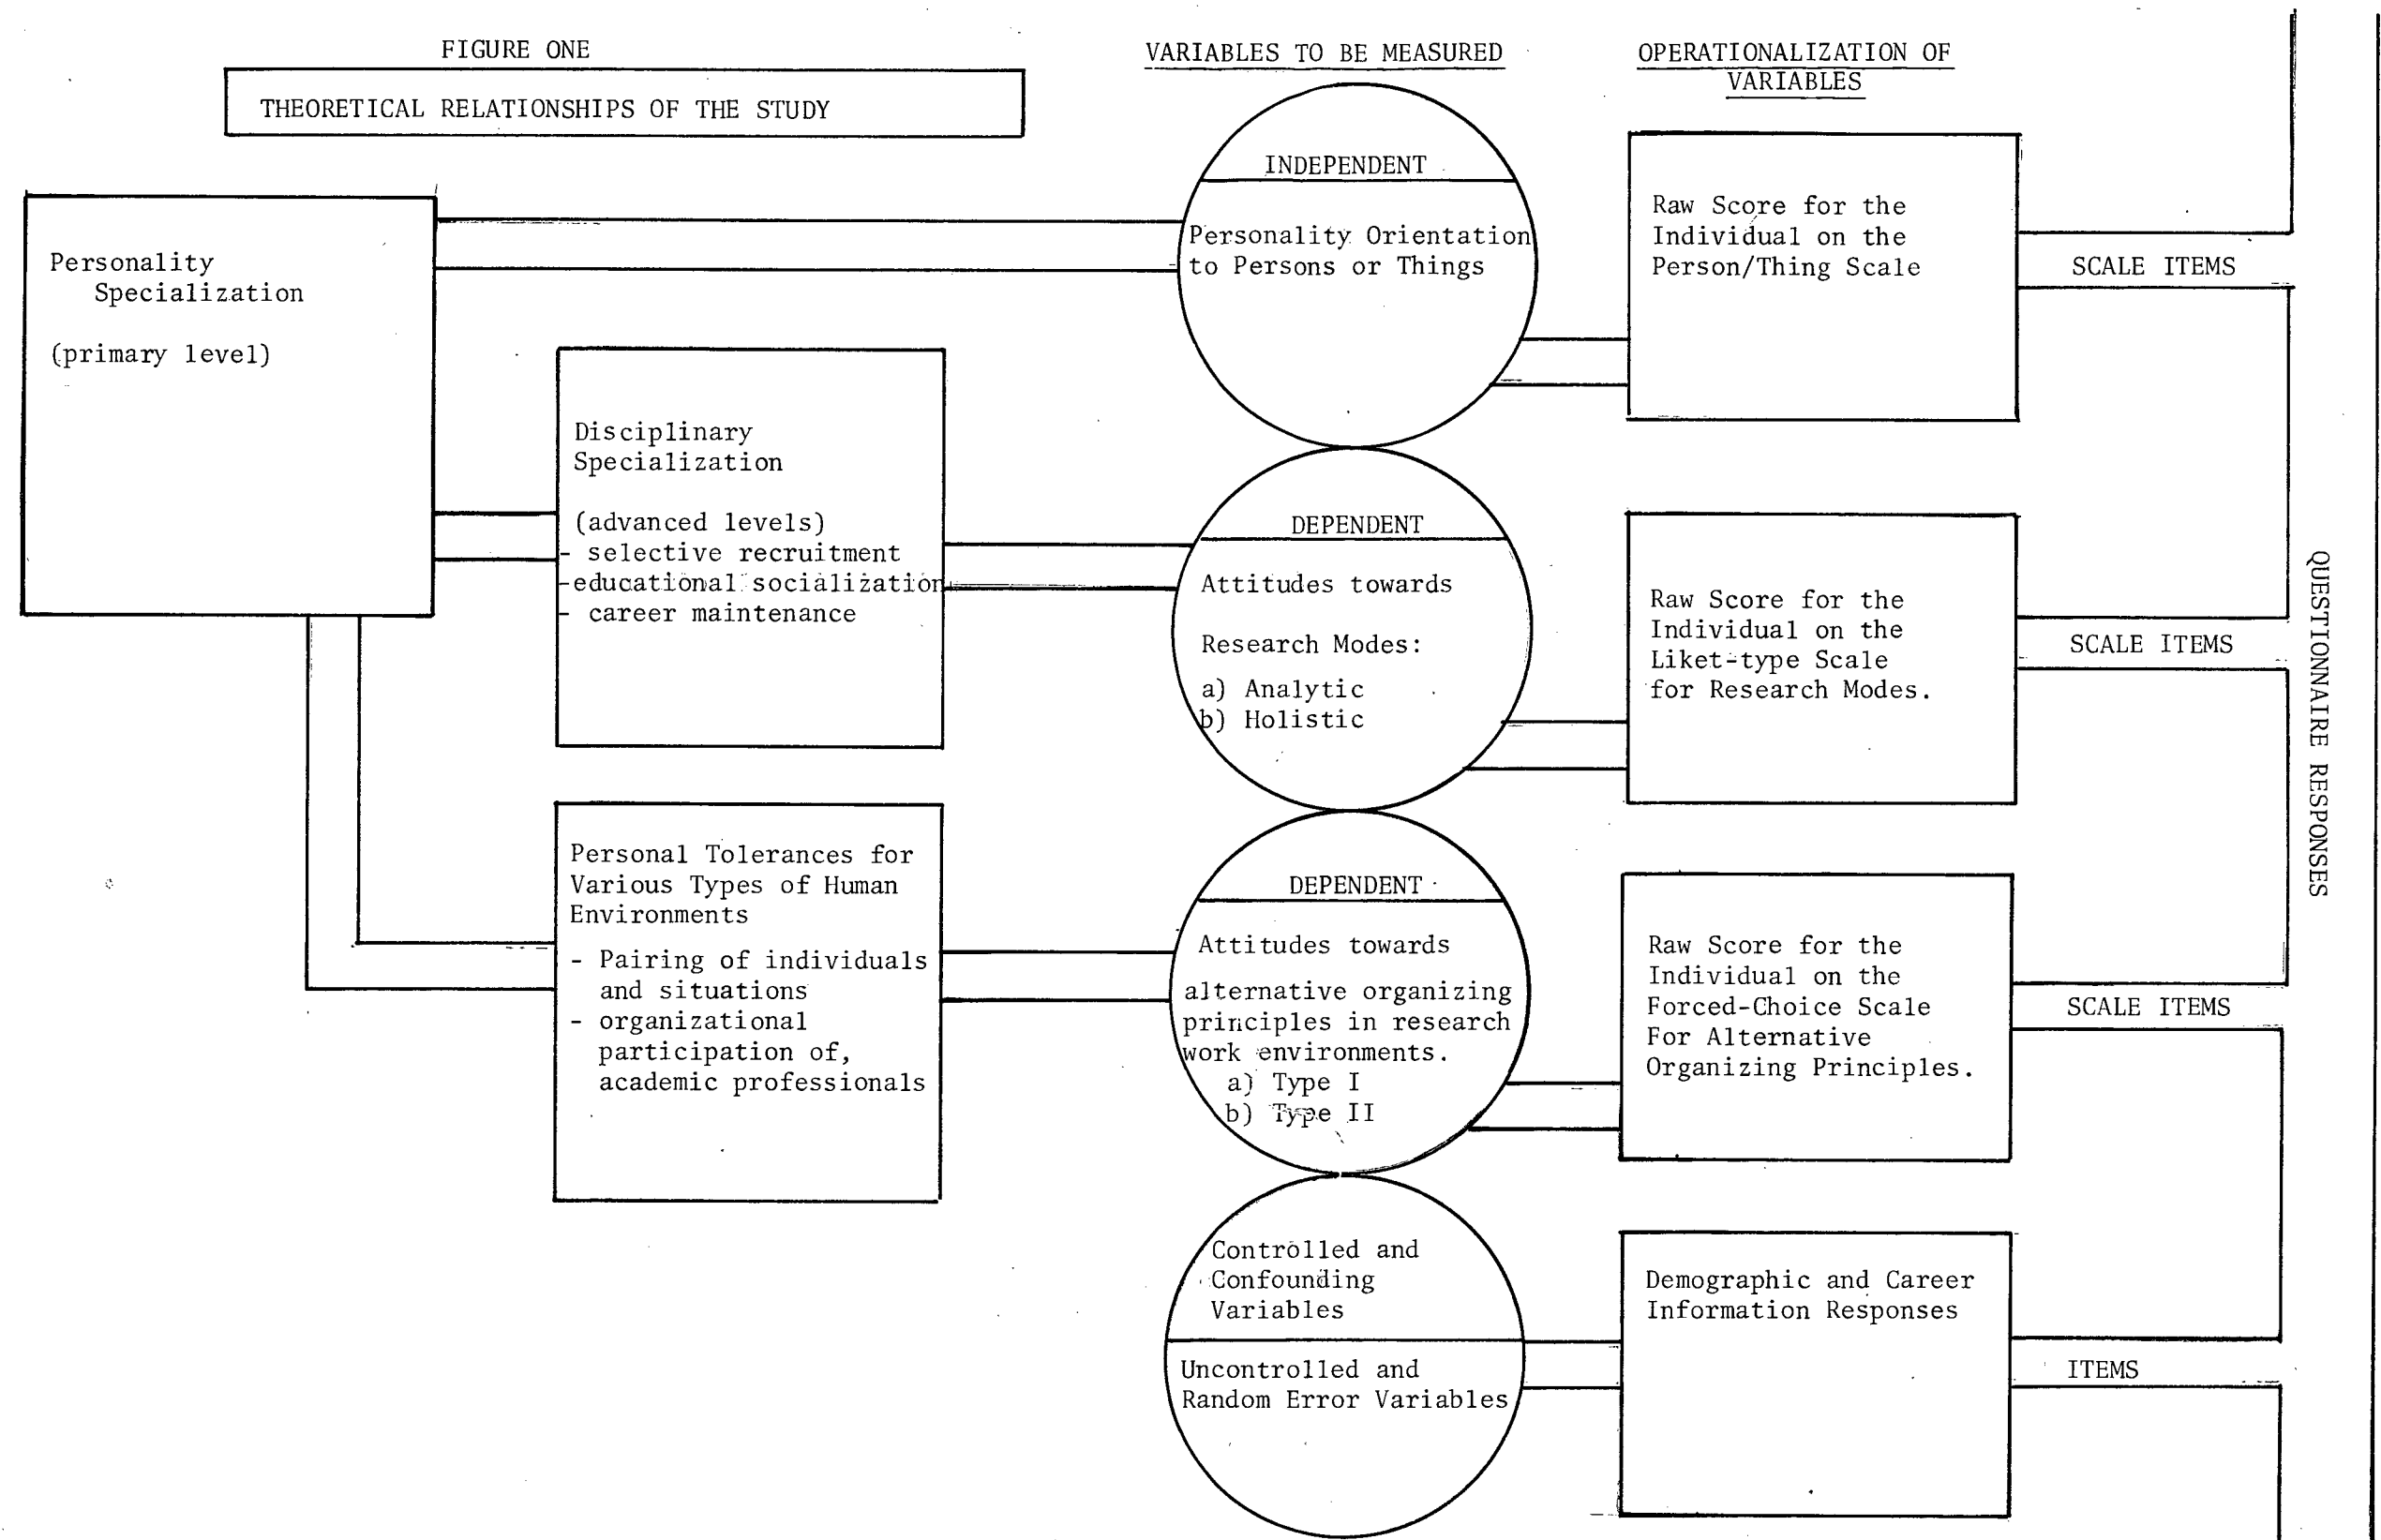 FIGURE ONE
THEORETICAL RELATIONSHIPS OF THE STUDY
VARIABLES TO BE MEASURED
OPERATIONALIZATION OF
VARIABLES
Personality
Specialization
(primary level)
Disciplinary
Specialization
(advanced levels)
- selective recruitment
-educational socialization
- career maintenance
Personal Tolerances for
Various Types of Human
Environments
- Pairing of individuals
and situations
- organizational
participation of,
academic professionals
INDEPENDENT
Personality Orientation
to Persons or Things
DEPENDENT
Attitudes towards
Research Modes:
a) Analytic
b) Holistic
DEPENDENT
Attitudes towards
alternative organizing
principles in research
work environments.
a) Type I
b) Type II
Controlled and
Confounding
Variables
Uncontrolled and
Random Error Variables
Raw Score for the
Individual on the
Person/Thing Scale
Raw Score for the
Individual on the
Liket-type Scale
for Research Modes.
Raw Score for the
Individual on the
Forced-Choice Scale
For Alternative
Organizing Principles.
Demographic and Career
Information Responses
SCALE ITEMS
SCALE ITEMS
SCALE ITEMS
ITEMS
QUESTIONNAIRE RESPONSES